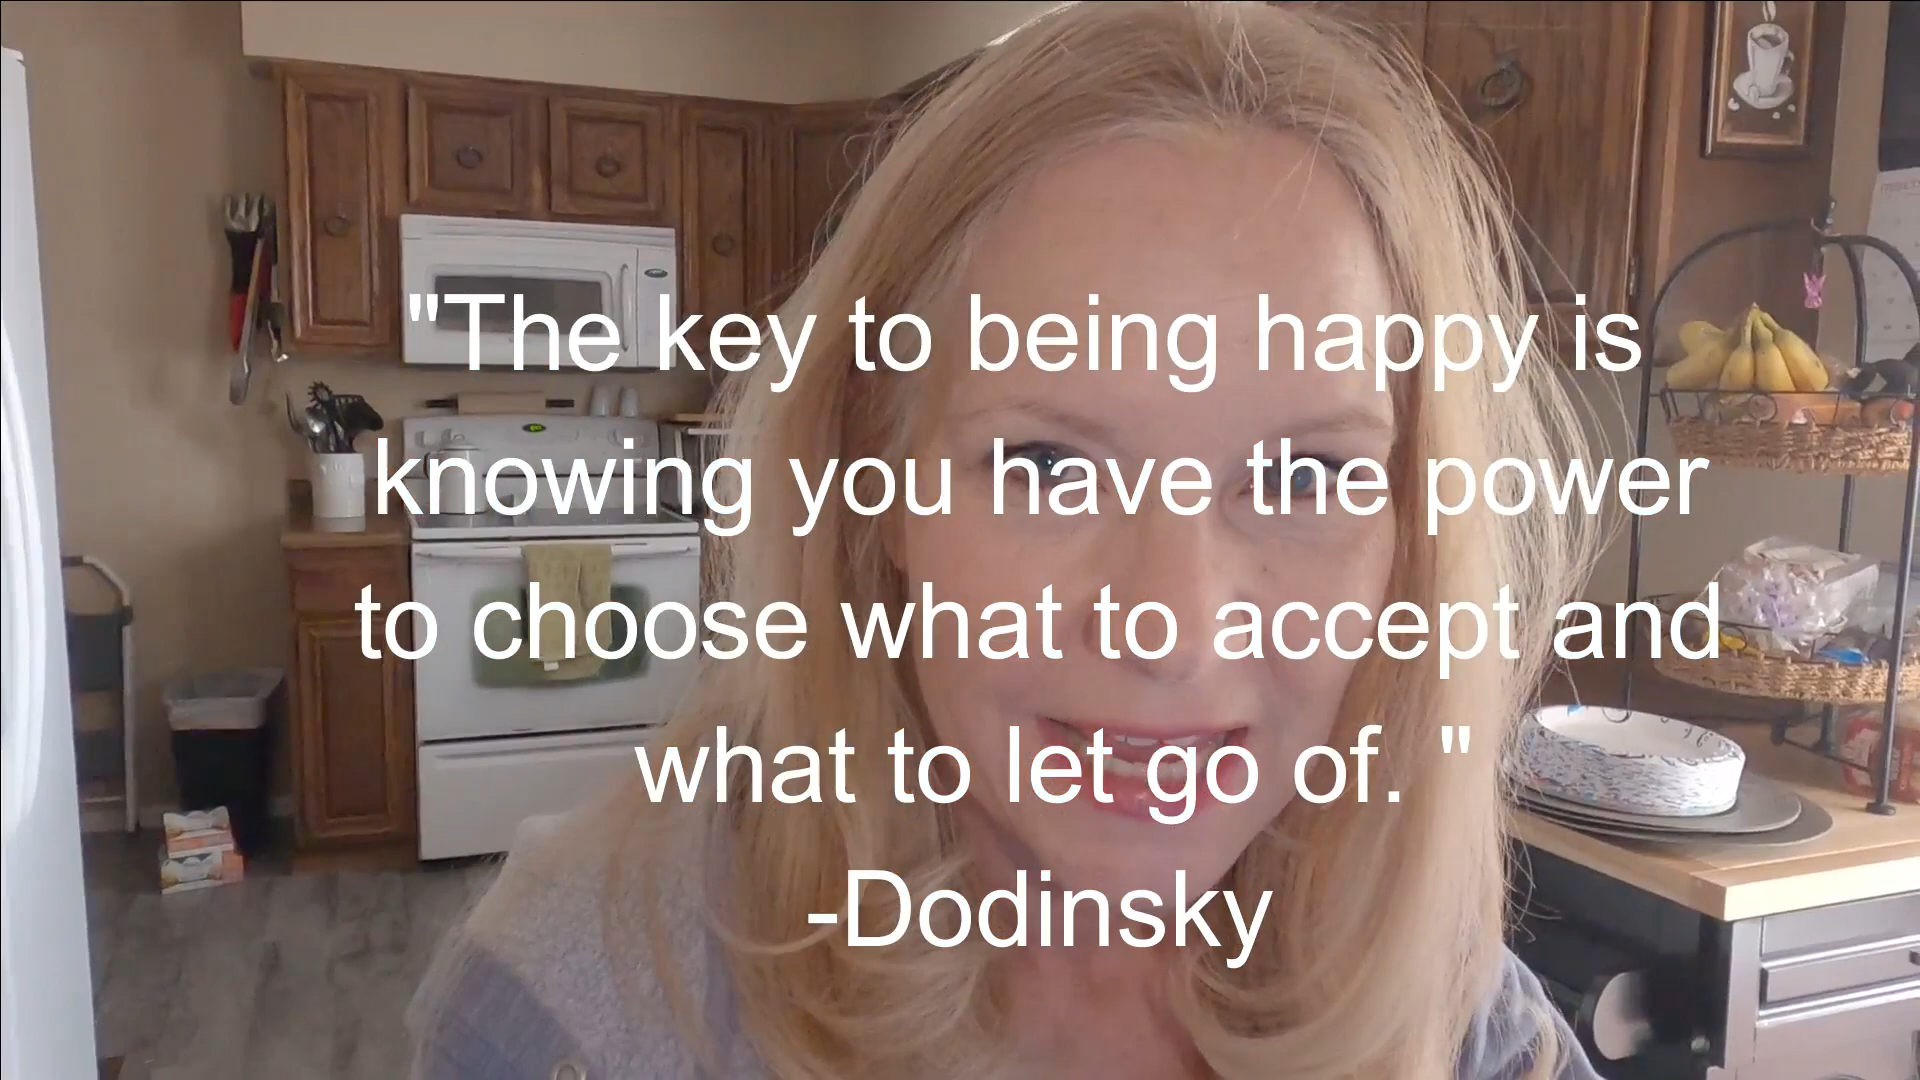 "The key to being happy is
knowing you have the power
to choose what to accept and
what to let go of. "
-Dodinsky